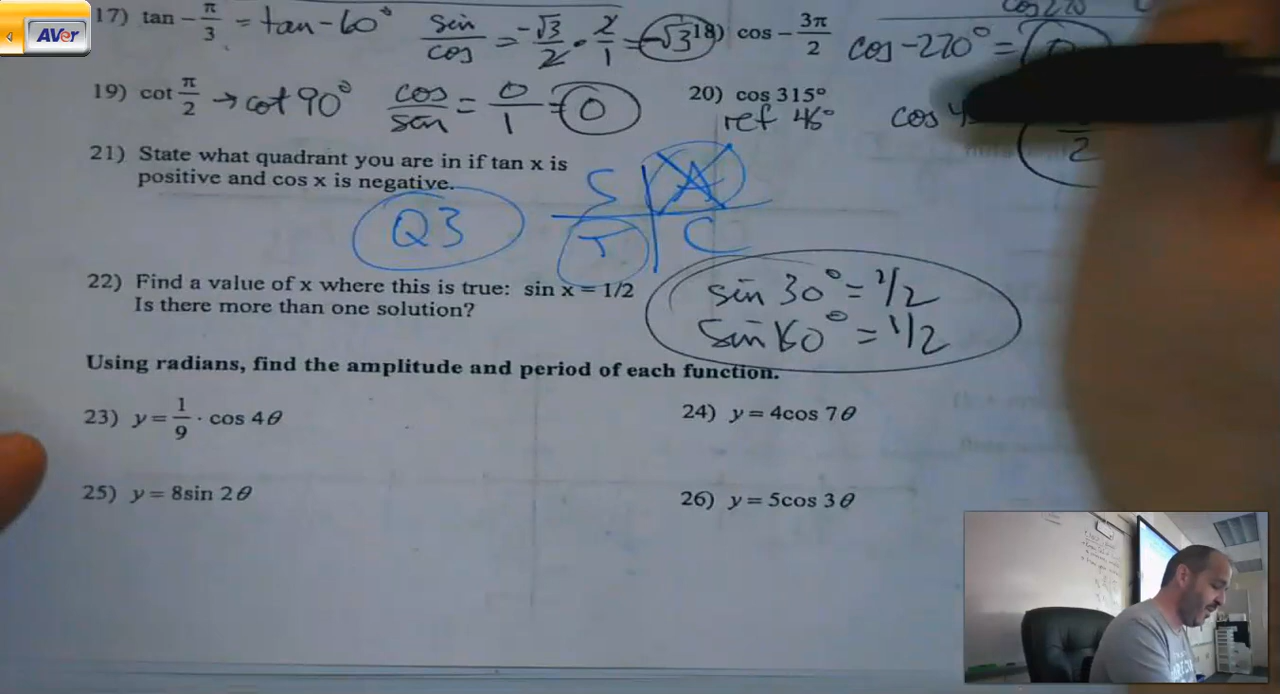 AVer
17) tan − π/3 = tan −60° sin/cos = −√3/2 · 2/1 = −√3
18) cos − 3π/2 cos −270° = 0
19) cot π/2 → cot 90° cos/sin = 0/1 = 0
20) cos 315°
ref 45° cos
2
21) State what quadrant you are in if tan x is
positive and cos x is negative.
S A
T C
Q3
22) Find a value of x where this is true: sin x = 1/2
Is there more than one solution?
sin 30° = 1/2
sin 150° = 1/2
Using radians, find the amplitude and period of each function.
23) y = 1/9 · cos 4θ
24) y = 4cos 7θ
25) y = 8sin 2θ
26) y = 5cos 3θ